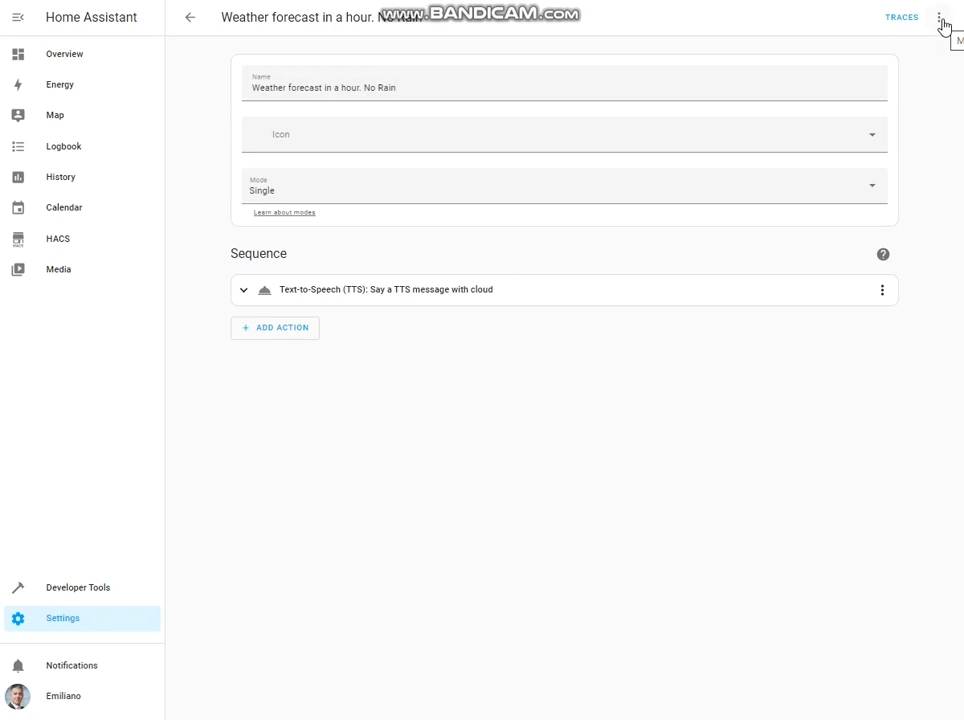 Home Assistant
Weather forecast in a hour. No Rain
www.BANDICAM.com
TRACES
M
Overview
Energy
Map
Logbook
History
Calendar
HACS
Media
Developer Tools
Settings
Notifications
Emiliano
Name
Weather forecast in a hour. No Rain
Icon
Mode
Single
Learn about modes
Sequence
Text-to-Speech (TTS): Say a TTS message with cloud
+ ADD ACTION